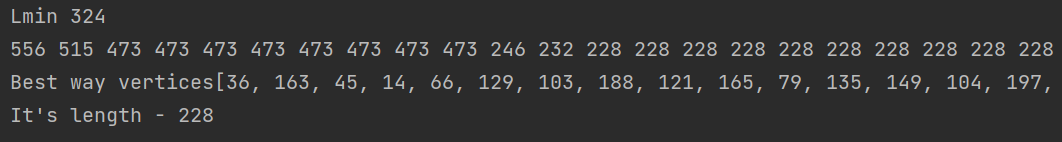 Lmin 324
556 515 473 473 473 473 473 473 473 473 246 232 228 228 228 228 228 228 228 228 228 228
Best way vertices[36, 163, 45, 14, 66, 129, 103, 188, 121, 165, 79, 135, 149, 104, 197,
It's length - 228